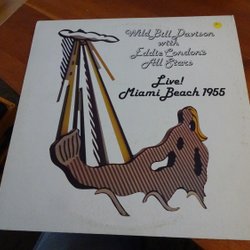 Wild Bill Davison
with
Eddie Condon's
All Stars
Live!
Miami Beach 1955